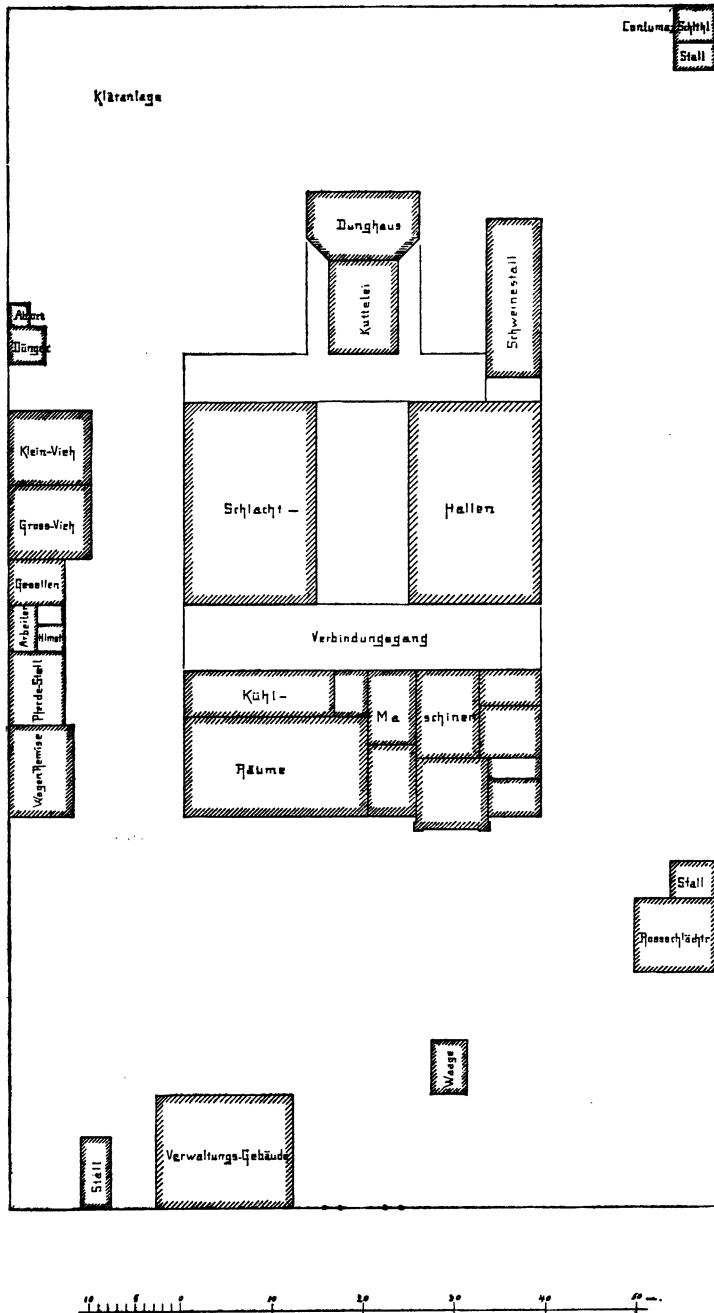 Contumaz Schthl
Stall
Kläranlage
Dunghaus
Kuttelei
Schweinestall
Abort
Dünger
Klein-Vieh
Gross-Vieh
Schlacht- Hallen
Gesellen
Arbeiter
Verbindungsgang
Pferde-Stall
Kühl-
Ma schinen
Wagen Remise
Räume
Stall
Rossschlächtr
Waage
Verwaltungs-Gebäude
Stall
10 5 0 10 20 30 40 50 m.